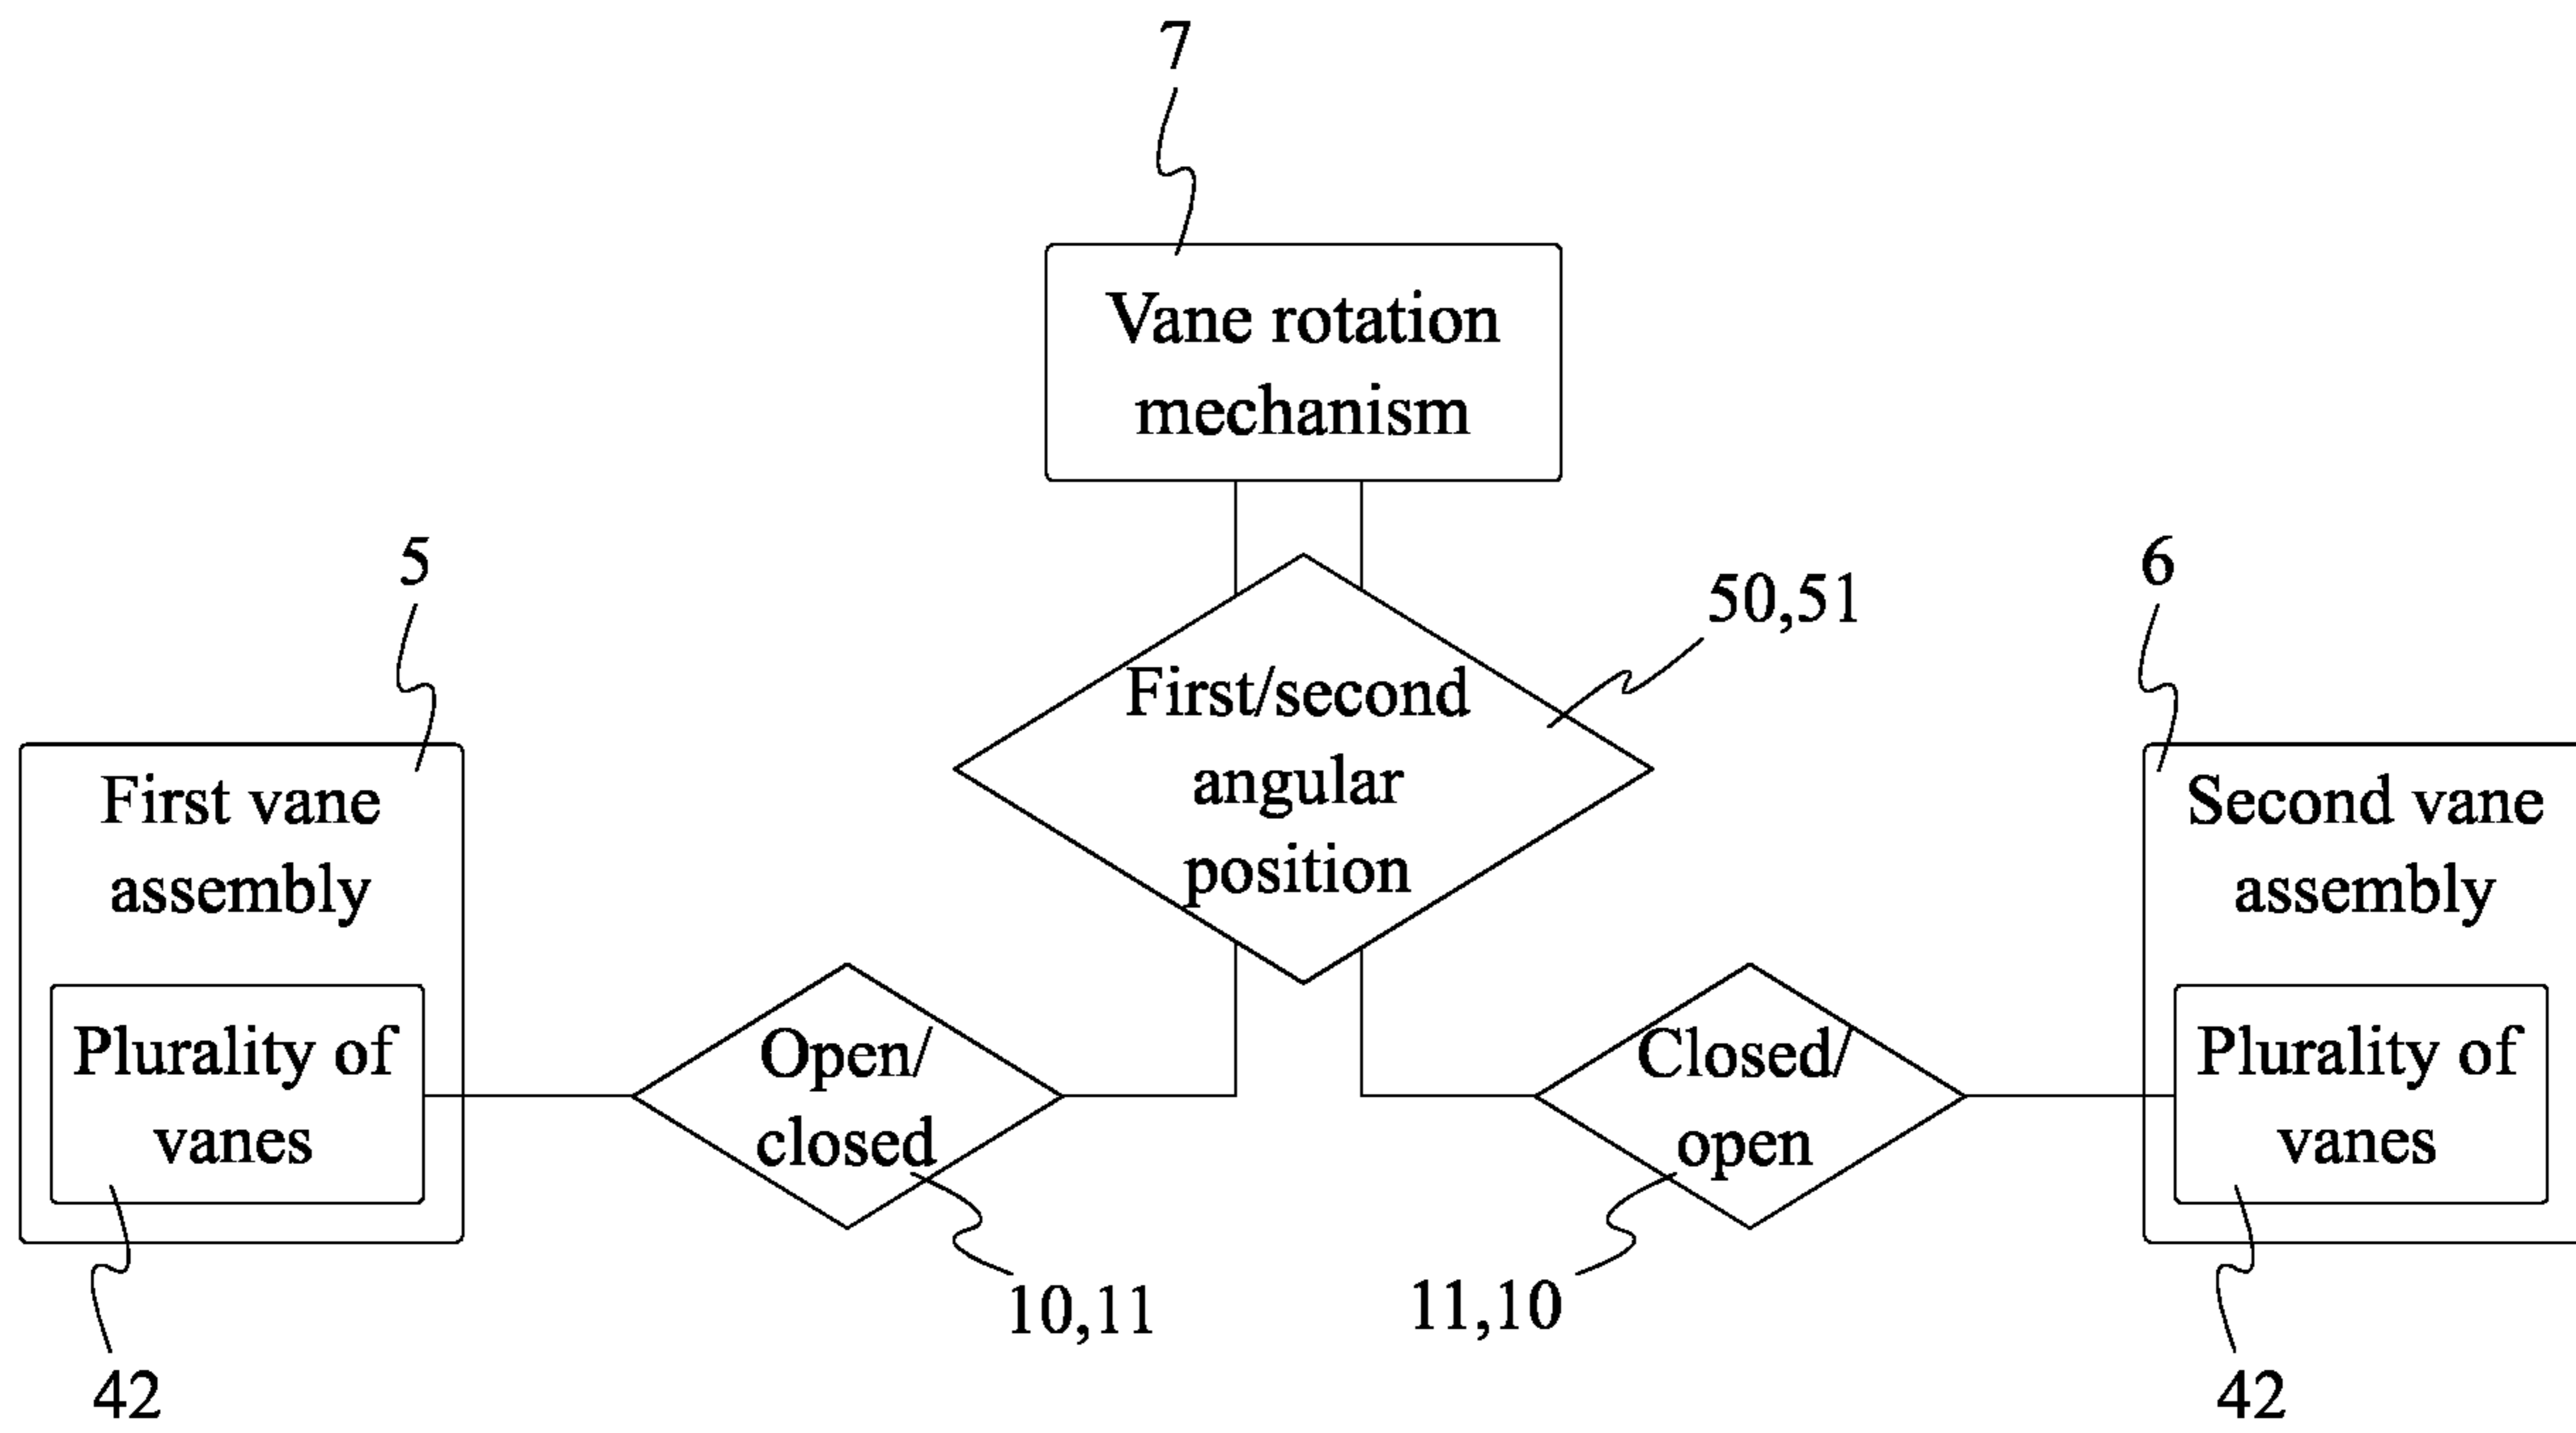 7
Vane rotation
mechanism
5
6
50,51
First/second
angular
position
First vane
assembly
Second vane
assembly
Plurality of
vanes
Open/
closed
Closed/
open
Plurality of
vanes
10,11
11,10
42
42